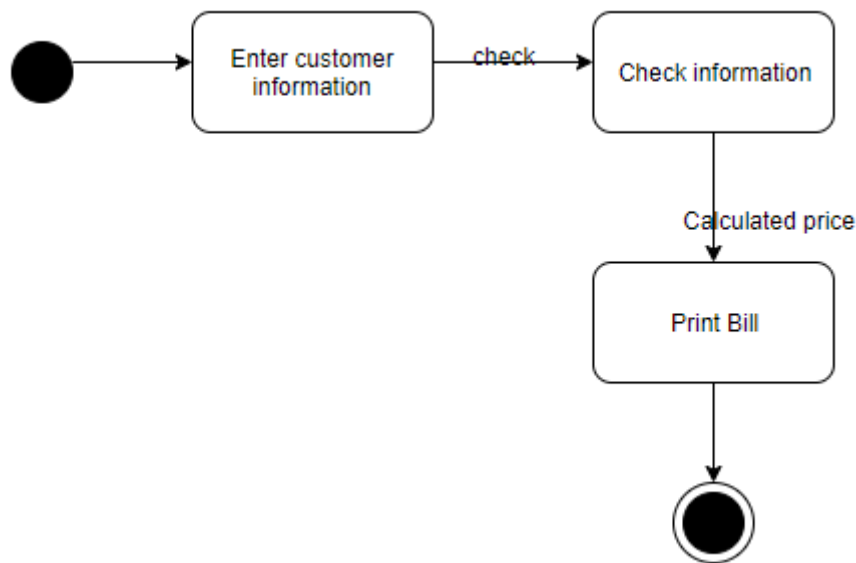 Enter customer
information
check
Check information
Calculated price
Print Bill